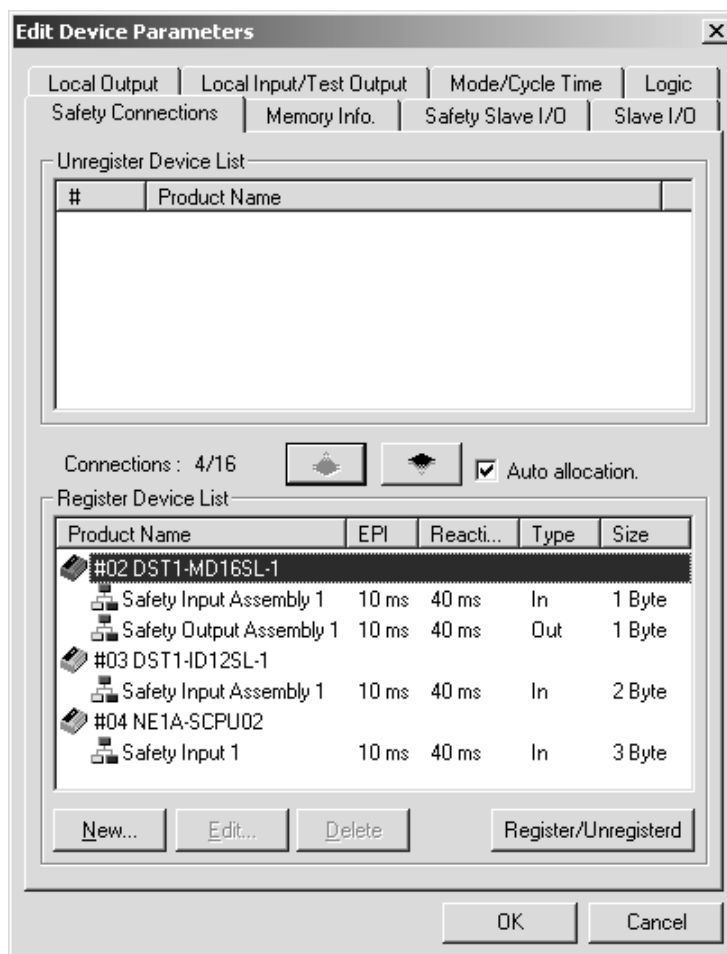 Edit Device Parameters
Local Output Local Input/Test Output Mode/Cycle Time Logic
Safety Connections Memory Info. Safety Slave I/O Slave I/O
Unregister Device List
# Product Name
Connections : 4/16 Auto allocation.
Register Device List
Product Name EPI Reacti... Type Size
#02 DST1-MD16SL-1
Safety Input Assembly 1 10 ms 40 ms In 1 Byte
Safety Output Assembly 1 10 ms 40 ms Out 1 Byte
#03 DST1-ID12SL-1
Safety Input Assembly 1 10 ms 40 ms In 2 Byte
#04 NE1A-SCPU02
Safety Input 1 10 ms 40 ms In 3 Byte
New... Edit... Delete Register/Unregisterd
OK Cancel